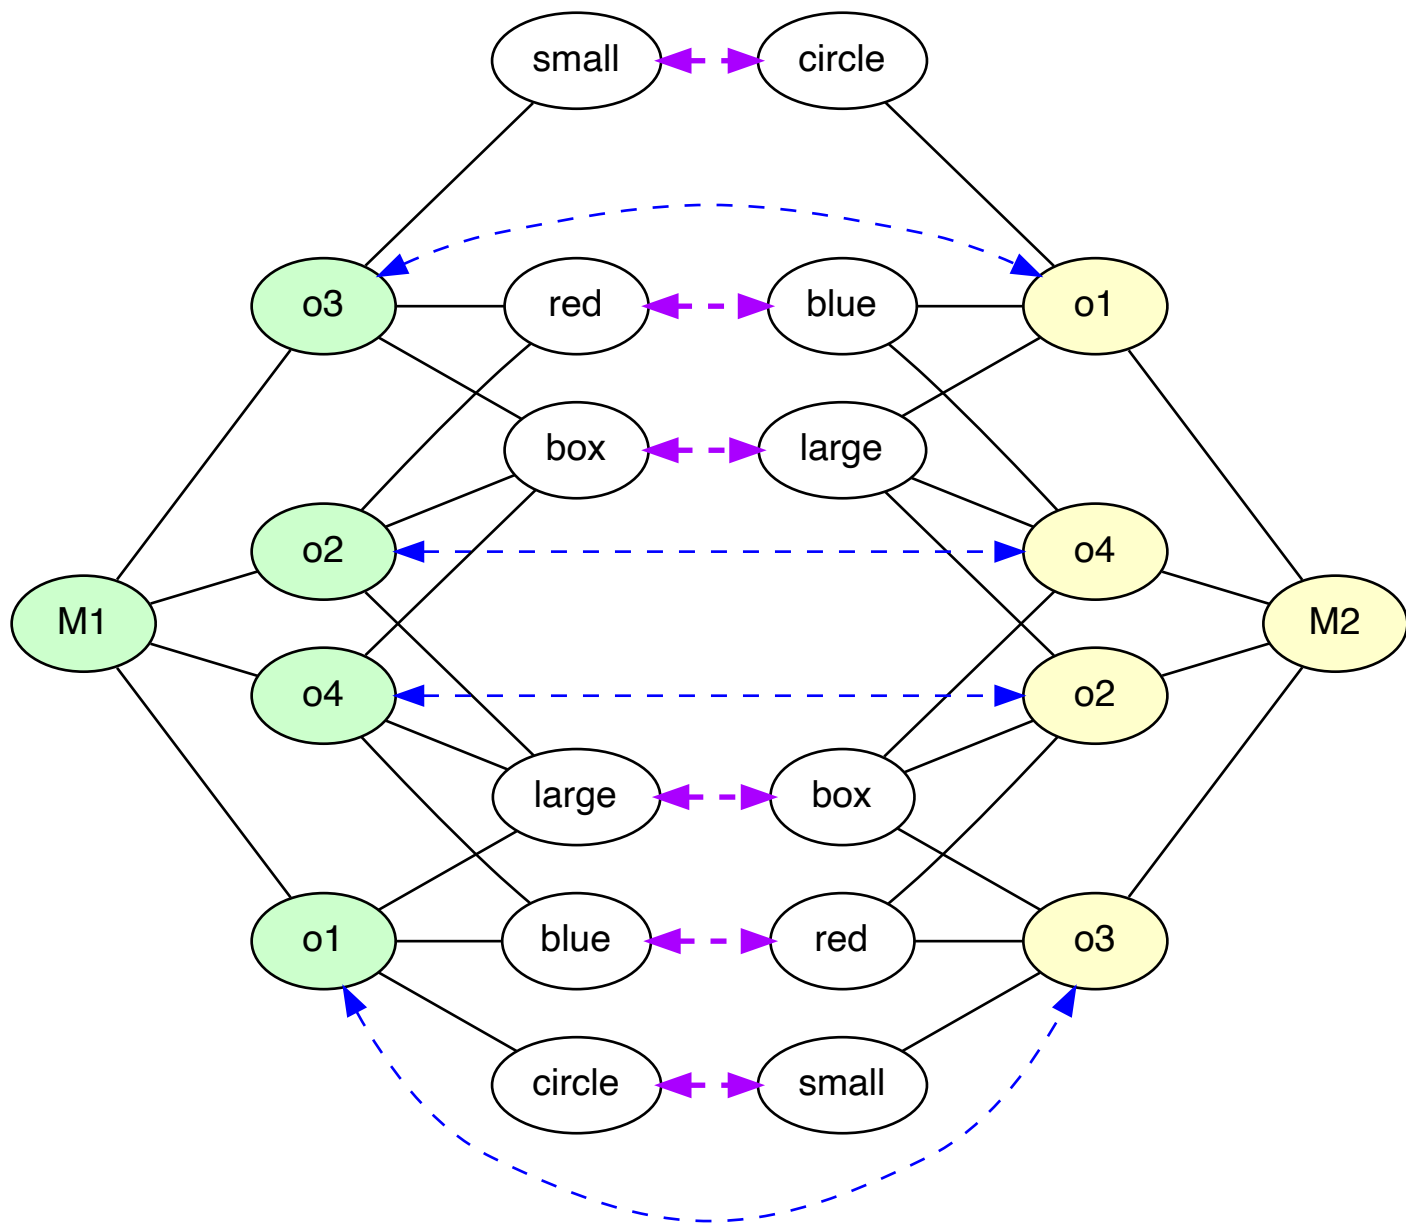 small circle
o3 red blue o1
box large
o2 o4
M1 M2
o4 o2
large box
o1 blue red o3
circle small